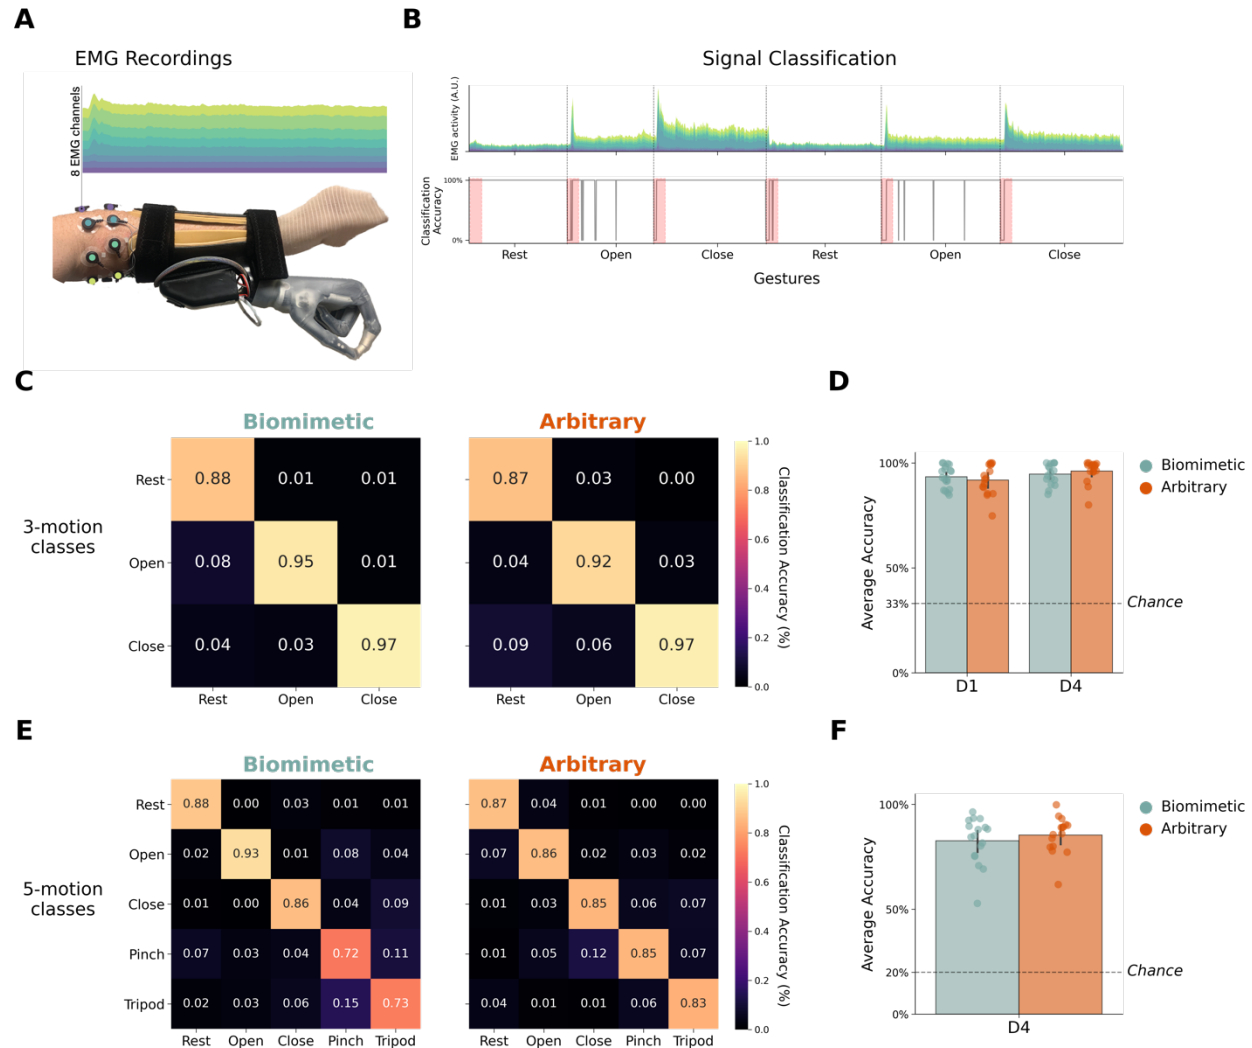 A
B
EMG Recordings
8 EMG channels
Signal Classification
EMG activity (A.U.)
Classification
Accuracy
100%
0%
Rest Open Close Rest Open Close
Gestures
C
D
Biomimetic Arbitrary
3-motion
classes
Rest 0.88 0.01 0.01
Open 0.08 0.95 0.01
Close 0.04 0.03 0.97
Rest Open Close
0.87 0.03 0.00
0.04 0.92 0.03
0.09 0.06 0.97
Rest Open Close
1.0
0.8
0.6
0.4
0.2
0.0
Classification Accuracy (%)
Average Accuracy
100%
50%
33%
0%
D1 D4
Chance
Biomimetic
Arbitrary
E
F
Biomimetic Arbitrary
5-motion
classes
Rest 0.88 0.00 0.03 0.01 0.01
Open 0.02 0.93 0.01 0.08 0.04
Close 0.01 0.00 0.86 0.04 0.09
Pinch 0.07 0.03 0.04 0.72 0.11
Tripod 0.02 0.03 0.06 0.15 0.73
Rest Open Close Pinch Tripod
0.87 0.04 0.01 0.00 0.00
0.07 0.86 0.02 0.03 0.02
0.01 0.03 0.85 0.06 0.07
0.01 0.05 0.12 0.85 0.07
0.04 0.01 0.01 0.06 0.83
Rest Open Close Pinch Tripod
1.0
0.8
0.6
0.4
0.2
0.0
Classification Accuracy (%)
Average Accuracy
100%
50%
20%
0%
D4
Chance
Biomimetic
Arbitrary